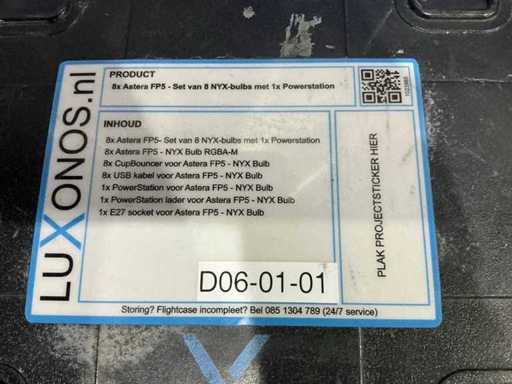 LUXONOS.nl
PRODUCT
8x Astera FP5 - Set van 8 NYX-bulbs met 1x Powerstation
INHOUD
8x Astera FP5- Set van 8 NYX-bulbs met 1x Powerstation
8x Astera FP5 - NYX Bulb RGBA-M
8x CupBouncer voor Astera FP5 - NYX Bulb
8x USB kabel voor Astera FP5 - NYX Bulb
1x PowerStation voor Astera FP5 - NYX Bulb
1x PowerStation lader voor Astera FP5 - NYX Bulb
1x E27 socket voor Astera FP5 - NYX Bulb
D06-01-01
PLAK PROJECTSTICKER HIER
Storing? Flightcase incompleet? Bel 085 1304 789 (24/7 service)